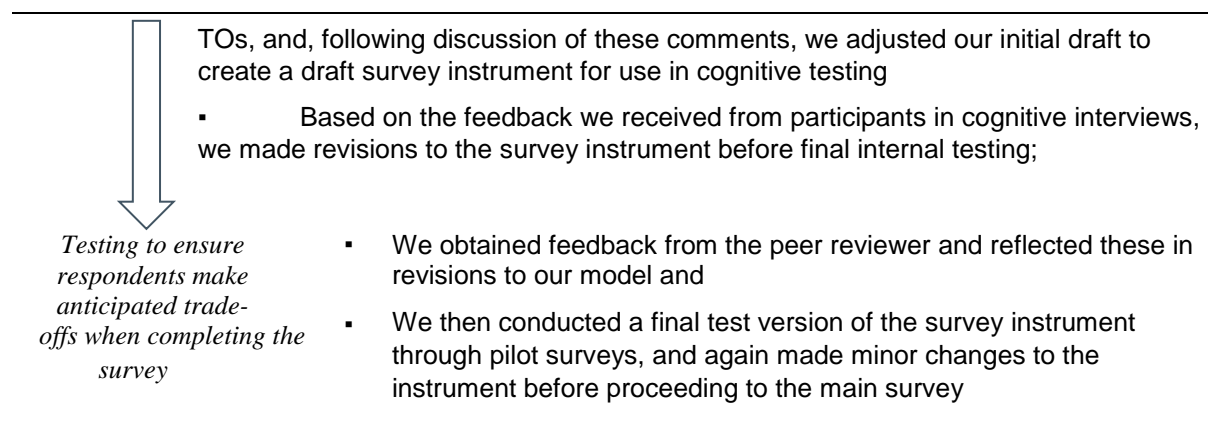 TOs, and, following discussion of these comments, we adjusted our initial draft to
create a draft survey instrument for use in cognitive testing
▪ Based on the feedback we received from participants in cognitive interviews,
we made revisions to the survey instrument before final internal testing;
Testing to ensure
respondents make
anticipated trade-
offs when completing the
survey
▪ We obtained feedback from the peer reviewer and reflected these in
revisions to our model and
▪ We then conducted a final test version of the survey instrument
through pilot surveys, and again made minor changes to the
instrument before proceeding to the main survey